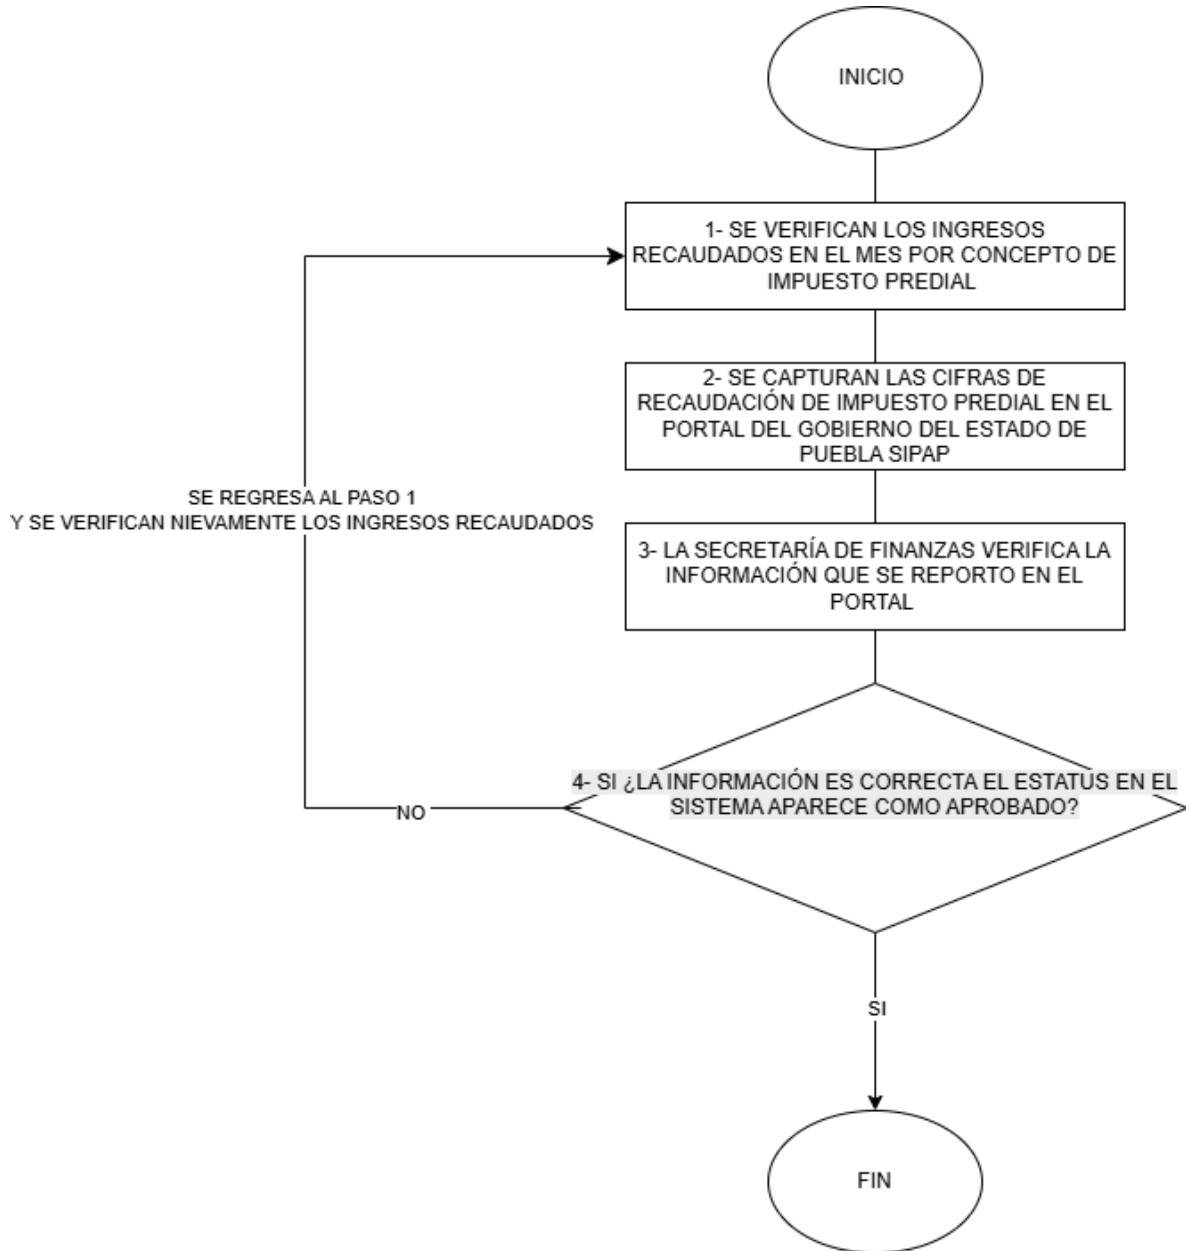 INICIO
1- SE VERIFICAN LOS INGRESOS
RECAUDADOS EN EL MES POR CONCEPTO DE
IMPUESTO PREDIAL
2- SE CAPTURAN LAS CIFRAS DE
RECAUDACIÓN DE IMPUESTO PREDIAL EN EL
PORTAL DEL GOBIERNO DEL ESTADO DE
PUEBLA SIPAP
SE REGRESA AL PASO 1
Y SE VERIFICAN NIEVAMENTE LOS INGRESOS RECAUDADOS
3- LA SECRETARÍA DE FINANZAS VERIFICA LA
INFORMACIÓN QUE SE REPORTO EN EL
PORTAL
4- SI ¿LA INFORMACIÓN ES CORRECTA EL ESTATUS EN EL
SISTEMA APARECE COMO APROBADO?
NO
SI
FIN